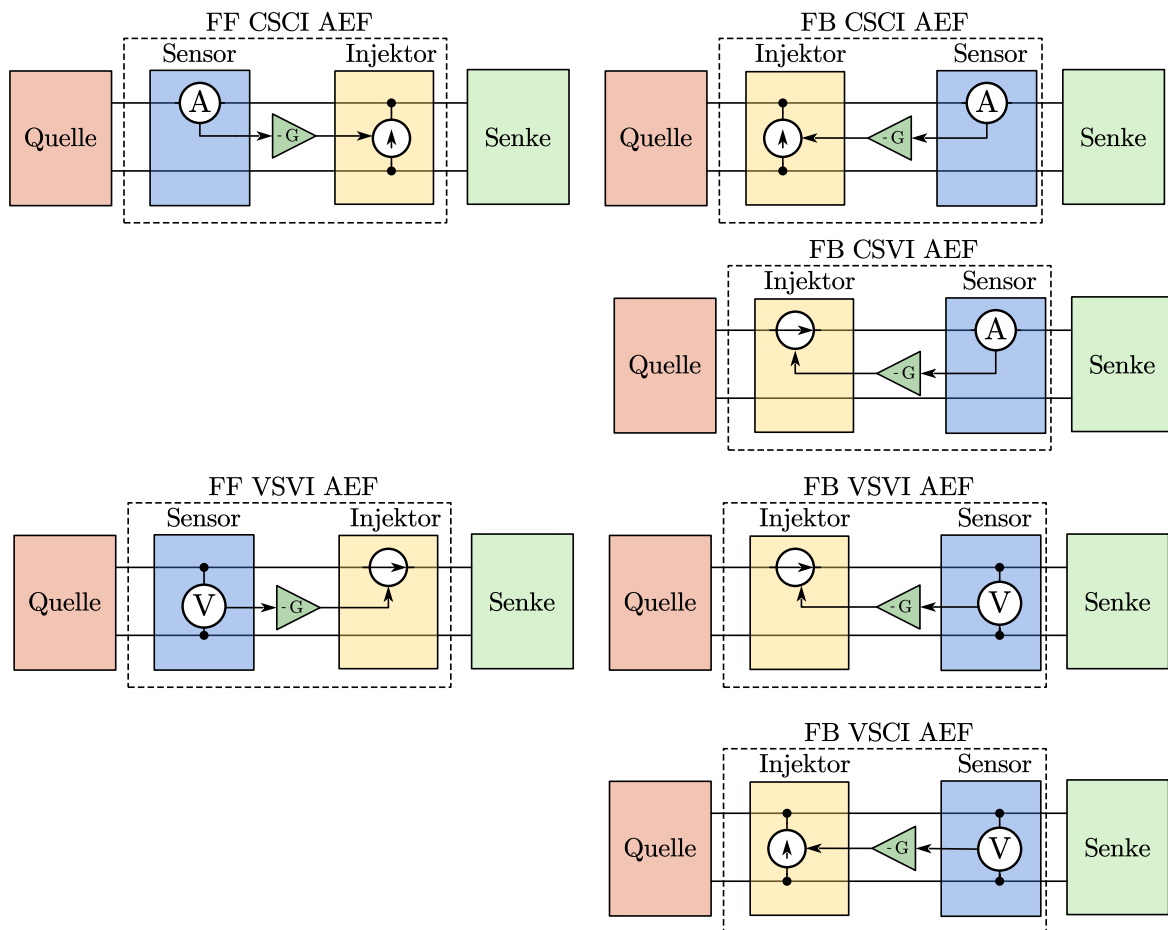 FF CSCI AEF
Sensor Injektor
Quelle A - G Senke
FB CSCI AEF
Injektor Sensor
Quelle - G A Senke
FB CSVI AEF
Injektor Sensor
Quelle - G A Senke
FF VSVI AEF
Sensor Injektor
Quelle V - G Senke
FB VSVI AEF
Injektor Sensor
Quelle - G V Senke
FB VSCI AEF
Injektor Sensor
Quelle - G V Senke